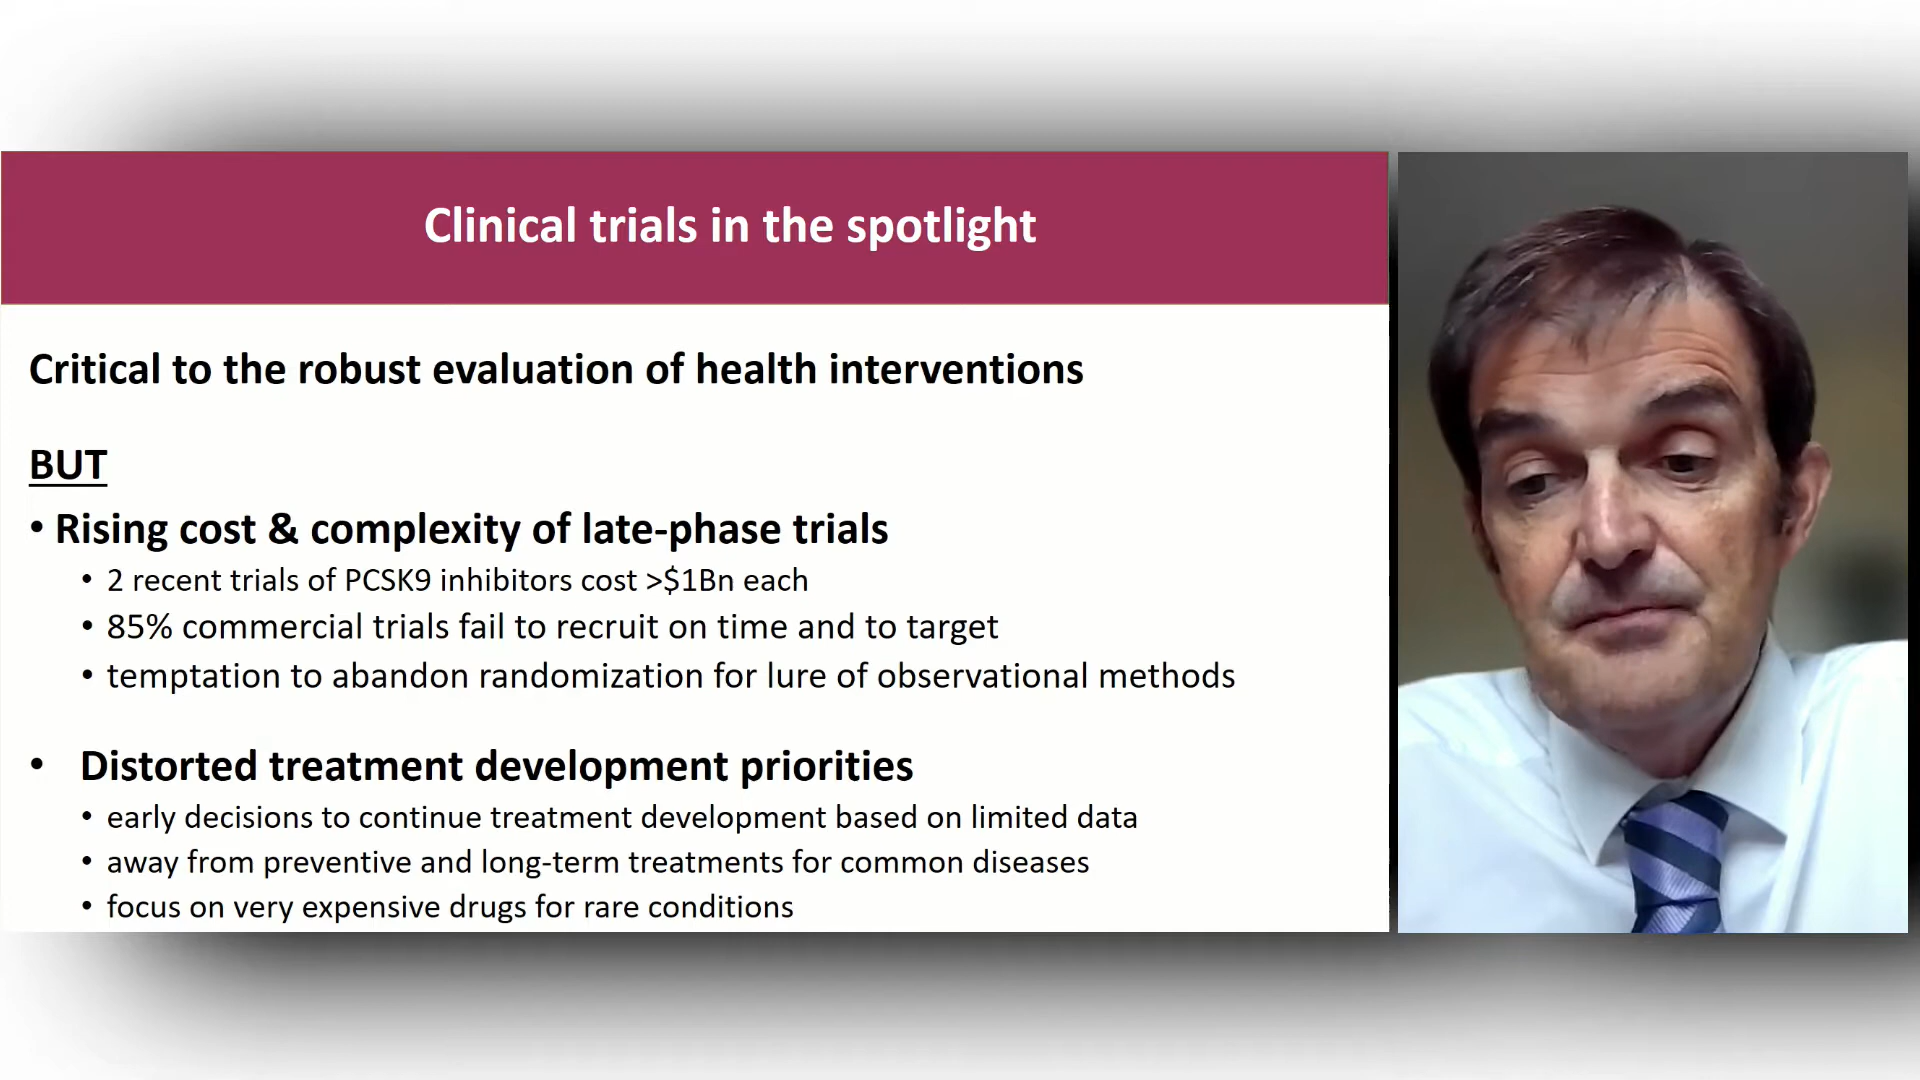 Clinical trials in the spotlight
Critical to the robust evaluation of health interventions
BUT
• Rising cost & complexity of late-phase trials
• 2 recent trials of PCSK9 inhibitors cost >$1Bn each
• 85% commercial trials fail to recruit on time and to target
• temptation to abandon randomization for lure of observational methods
• Distorted treatment development priorities
• early decisions to continue treatment development based on limited data
• away from preventive and long-term treatments for common diseases
• focus on very expensive drugs for rare conditions